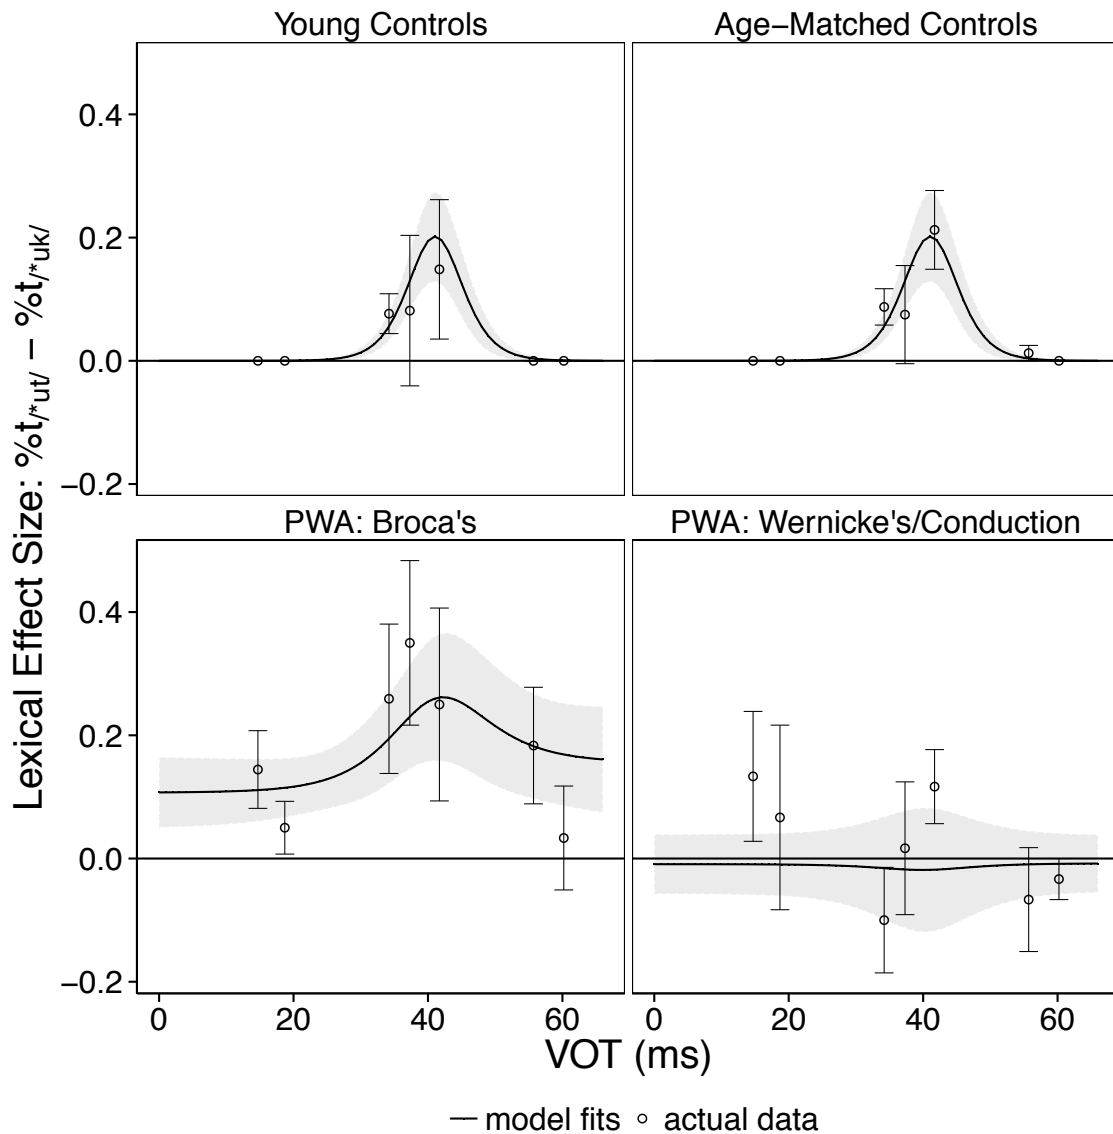 Young Controls
Age−Matched Controls
Lexical Effect Size: %t/*ut/ − %t/*uk/
0.4
0.2
0.0
−0.2
PWA: Broca's
PWA: Wernicke's/Conduction
0.4
0.2
0.0
−0.2
0 20 40 60
0 20 40 60
VOT (ms)
model fits actual data